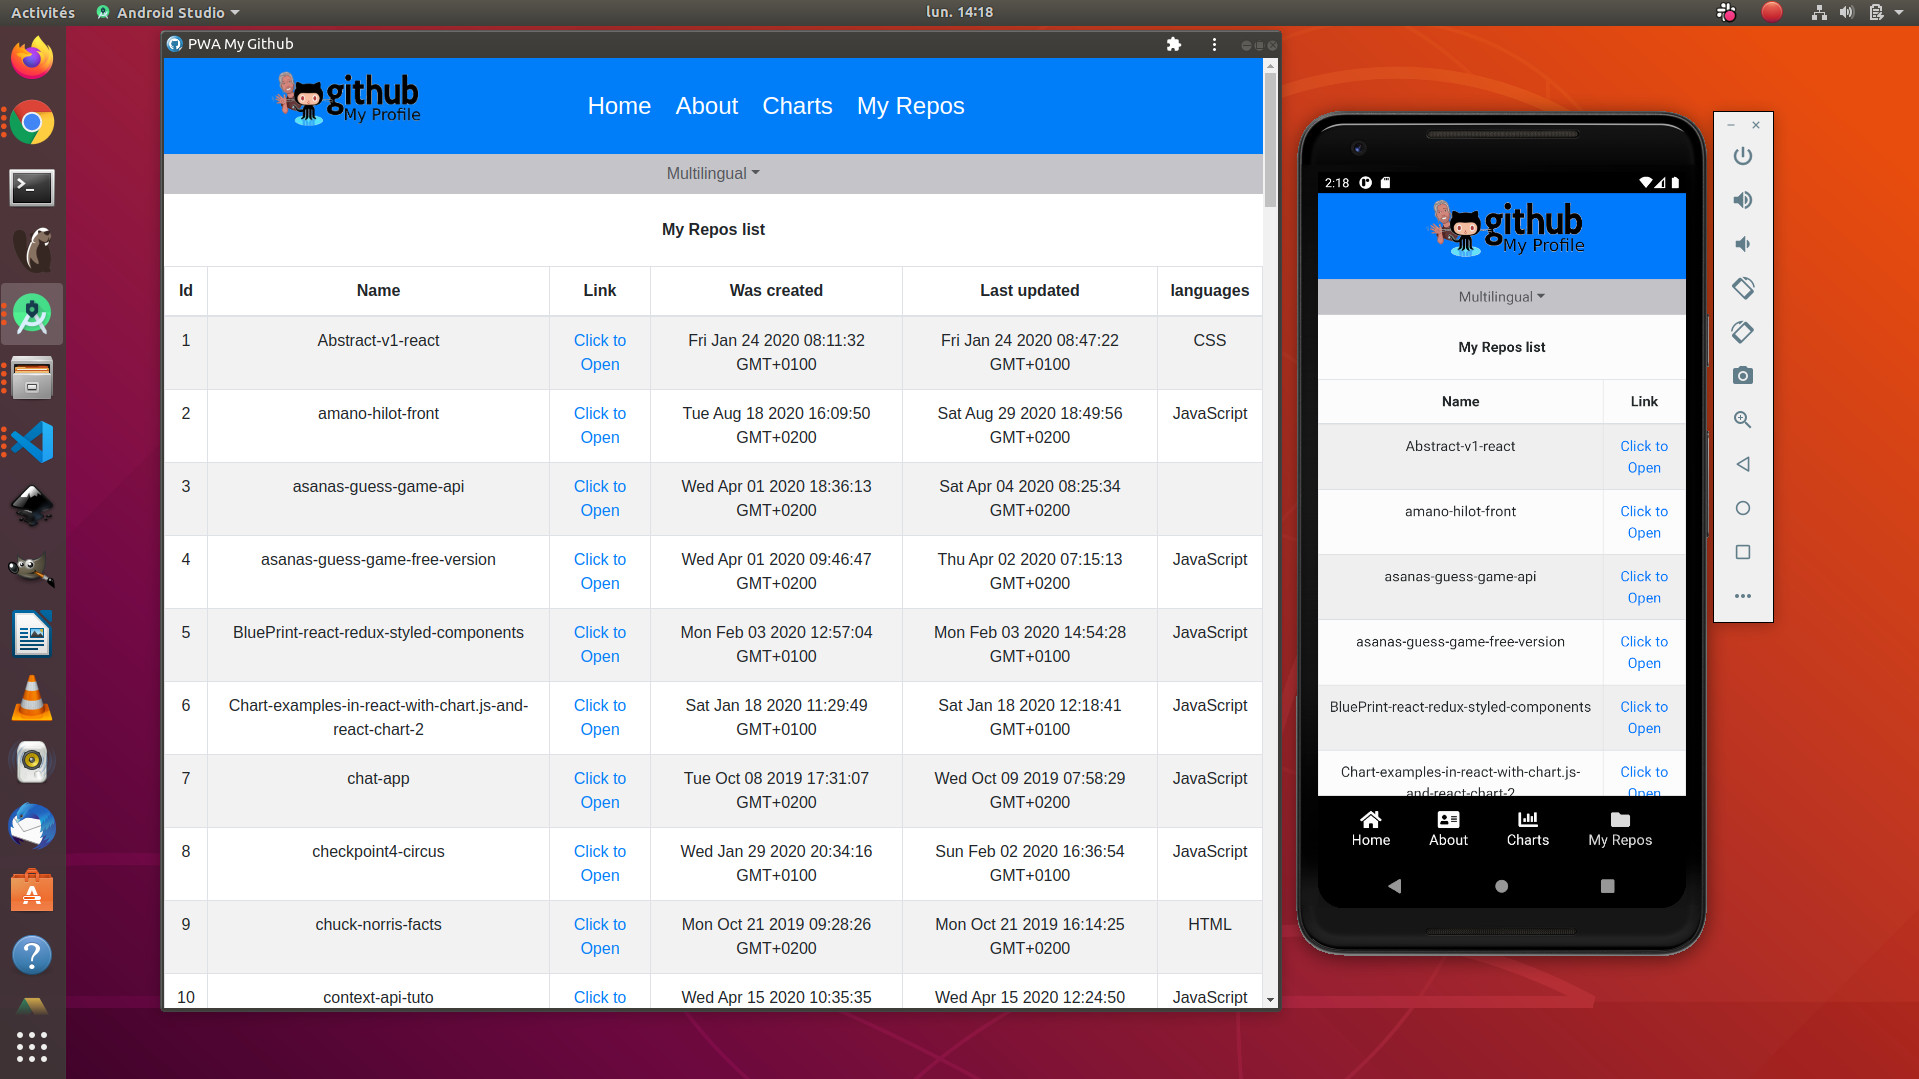 Activités
Android Studio
lun. 14:18
PWA My Github
github
My Profile
Home About Charts My Repos
Multilingual
My Repos list
Id Name Link Was created Last updated languages
1 Abstract-v1-react Click to Open Fri Jan 24 2020 08:11:32 GMT+0100 Fri Jan 24 2020 08:47:22 GMT+0100 CSS
2 amano-hilot-front Click to Open Tue Aug 18 2020 16:09:50 GMT+0200 Sat Aug 29 2020 18:49:56 GMT+0200 JavaScript
3 asanas-guess-game-api Click to Open Wed Apr 01 2020 18:36:13 GMT+0200 Sat Apr 04 2020 08:25:34 GMT+0200
4 asanas-guess-game-free-version Click to Open Wed Apr 01 2020 09:46:47 GMT+0200 Thu Apr 02 2020 07:15:13 GMT+0200 JavaScript
5 BluePrint-react-redux-styled-components Click to Open Mon Feb 03 2020 12:57:04 GMT+0100 Mon Feb 03 2020 14:54:28 GMT+0100 JavaScript
6 Chart-examples-in-react-with-chart.js-and-react-chart-2 Click to Open Sat Jan 18 2020 11:29:49 GMT+0100 Sat Jan 18 2020 12:18:41 GMT+0100 JavaScript
7 chat-app Click to Open Tue Oct 08 2019 17:31:07 GMT+0200 Wed Oct 09 2019 07:58:29 GMT+0200 JavaScript
8 checkpoint4-circus Click to Open Wed Jan 29 2020 20:34:16 GMT+0100 Sun Feb 02 2020 16:36:54 GMT+0100 JavaScript
9 chuck-norris-facts Click to Open Mon Oct 21 2019 09:28:26 GMT+0200 Mon Oct 21 2019 16:14:25 GMT+0200 HTML
10 context-api-tuto Click to Wed Apr 15 2020 10:35:35 Wed Apr 15 2020 12:24:50 JavaScript
2:18
github
My Profile
Multilingual
My Repos list
Name Link
Abstract-v1-react Click to Open
amano-hilot-front Click to Open
asanas-guess-game-api Click to Open
asanas-guess-game-free-version Click to Open
BluePrint-react-redux-styled-components Click to Open
Chart-examples-in-react-with-chart.js-and-react-chart-2 Click to Open
Home About Charts My Repos